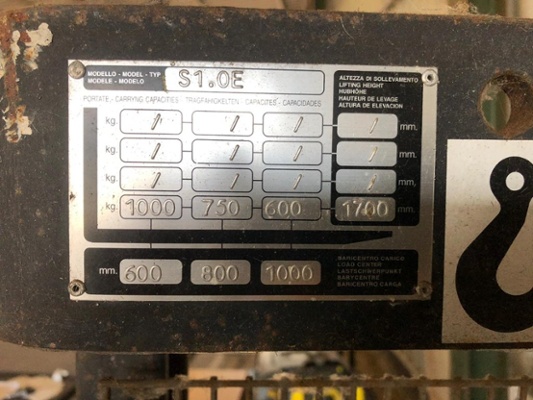 MODELLO - MODEL - TYP
MODELE - MODELO
S1.0E
ALTEZZA DI SOLLEVAMENTO
LIFTING HEIGHT
HUBHÖHE
HAUTEUR DE LEVAGE
ALTURA DE ELEVACION
PORTATE - CARRYING CAPACITIES - TRAGFAHIGKEITEN - CAPACITES - CAPACIDADES
kg. / / / / mm.
kg. / / / / mm.
kg. / / / / mm.
kg. 1000 750 600 1700 mm.
mm. 600 800 1000
BARICENTRO CARICO
LOAD CENTER
LASTSCHWERPUNKT
BARYCENTRE
BARICENTRO CARGA